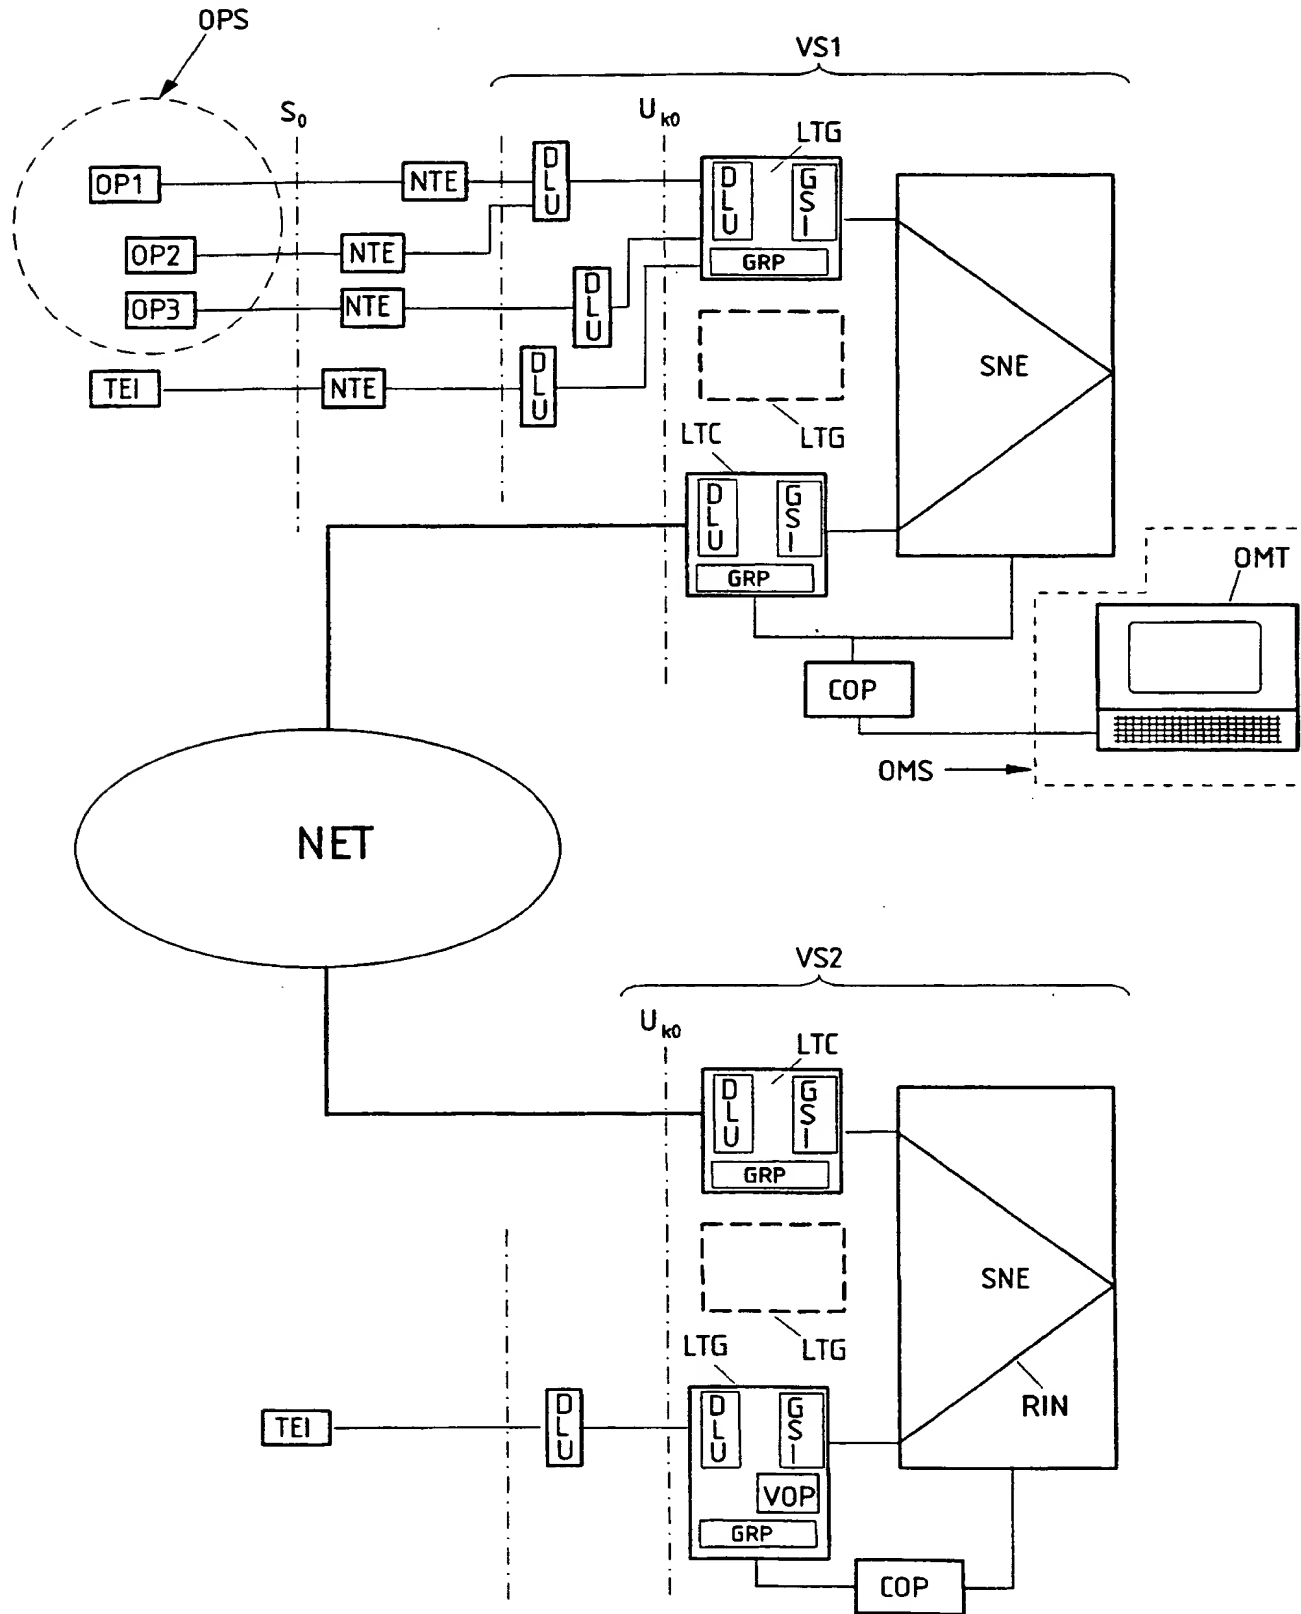 OPS
VS1
S0
Uk0
LTG
OP1
NTE
DLU
DLU
GSI
GRP
OP2
NTE
OP3
NTE
DLU
SNE
TEI
NTE
DLU
LTG
LTC
DLU
GSI
GRP
OMT
COP
OMS
NET
VS2
Uk0
LTC
DLU
GSI
GRP
SNE
LTG
LTG
RIN
TEI
DLU
DLU
GSI
VOP
GRP
COP